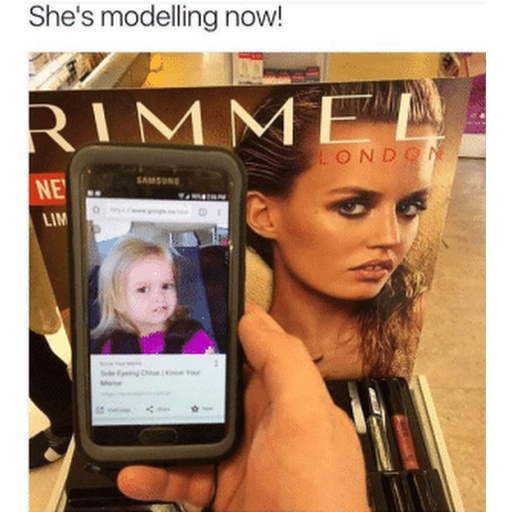 She's modelling now!
RIMMEL
LONDON
NE
LIM
SAMSUNG
Side Eyeing Chloe | Know Your
Meme